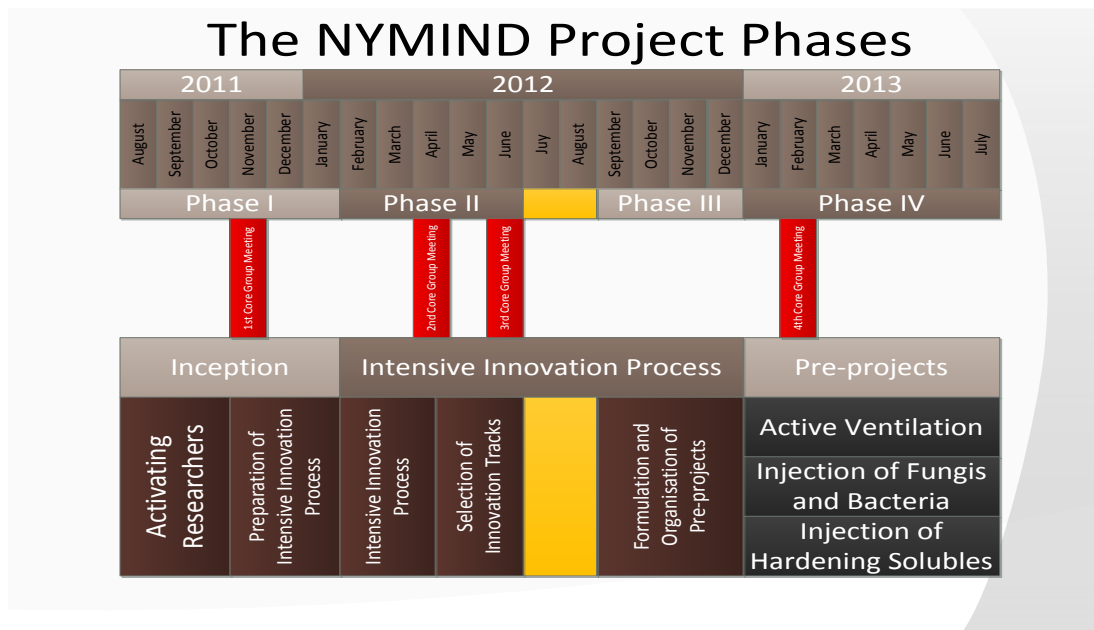 The NYMIND Project Phases
2011
2012
2013
August
September
October
November
December
January
February
March
April
May
June
Juy
August
September
October
November
December
January
February
March
April
May
June
July
Phase I
Phase II
Phase III
Phase IV
1st Core Group Meeting
2nd Core Group Meeting
3rd Core Group Meeting
4th Core Group Meeting
Inception
Intensive Innovation Process
Pre-projects
Activating
Researchers
Preparation of
Intensive Innovation
Process
Intensive Innovation
Process
Selection of
Innovation Tracks
Formulation and
Organisation of
Pre-projects
Active Ventilation
Injection of Fungis
and Bacteria
Injection of
Hardening Solubles